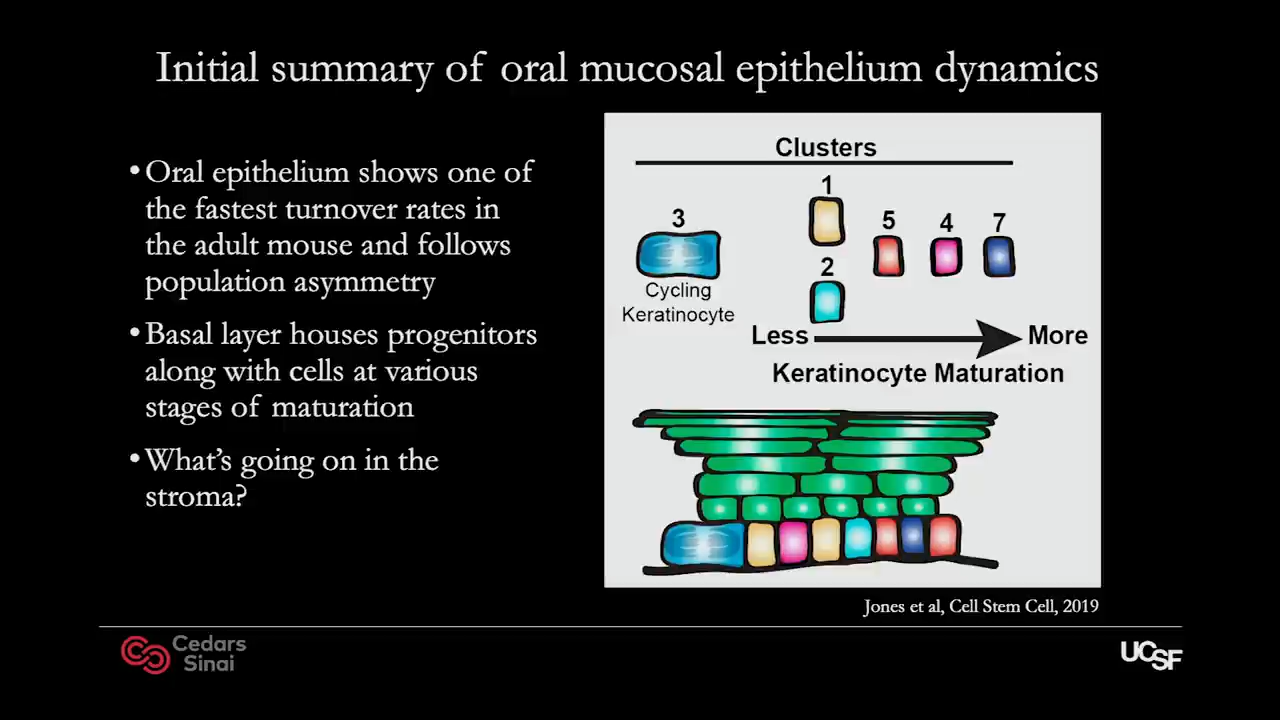 Initial summary of oral mucosal epithelium dynamics
•Oral epithelium shows one of
the fastest turnover rates in
the adult mouse and follows
population asymmetry
•Basal layer houses progenitors
along with cells at various
stages of maturation
•What's going on in the
stroma?
Clusters
1
3
5 4 7
2
Cycling
Keratinocyte
Less More
Keratinocyte Maturation
Jones et al, Cell Stem Cell, 2019
Cedars
Sinai
UCSF